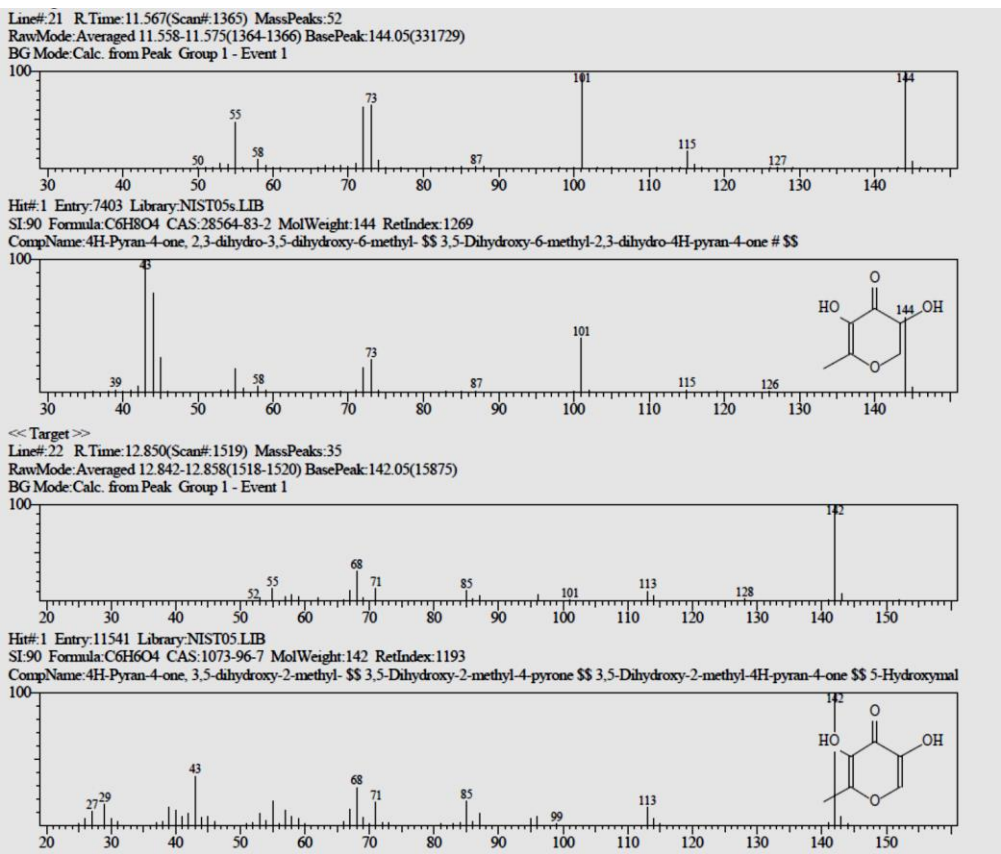 Line#:21 R.Time:11.567(Scan#:1365) MassPeaks:52
RawMode:Averaged 11.558-11.575(1364-1366) BasePeak:144.05(331729)
BG Mode:Calc. from Peak Group 1 - Event 1
100
50 55 58 73 87 101 115 127 144
30 40 50 60 70 80 90 100 110 120 130 140
Hit#:1 Entry:7403 Library:NIST05s.LIB
SI:90 Formula:C6H8O4 CAS:28564-83-2 MolWeight:144 RetIndex:1269
CompName:4H-Pyran-4-one, 2,3-dihydro-3,5-dihydroxy-6-methyl- $$ 3,5-Dihydroxy-6-methyl-2,3-dihydro-4H-pyran-4-one # $$
100
39 43 58 73 87 101 115 126 144
O
HO OH
O
30 40 50 60 70 80 90 100 110 120 130 140
<< Target >>
Line#:22 R.Time:12.850(Scan#:1519) MassPeaks:35
RawMode:Averaged 12.842-12.858(1518-1520) BasePeak:142.05(15875)
BG Mode:Calc. from Peak Group 1 - Event 1
100
52 55 68 71 85 101 113 128 142
20 30 40 50 60 70 80 90 100 110 120 130 140 150
Hit#:1 Entry:11541 Library:NIST05.LIB
SI:90 Formula:C6H6O4 CAS:1073-96-7 MolWeight:142 RetIndex:1193
CompName:4H-Pyran-4-one, 3,5-dihydroxy-2-methyl- $$ 3,5-Dihydroxy-2-methyl-4-pyrone $$ 3,5-Dihydroxy-2-methyl-4H-pyran-4-one $$ 5-Hydroxymal
100
27 29 43 68 71 85 99 113 142
O
HO OH
O
20 30 40 50 60 70 80 90 100 110 120 130 140 150